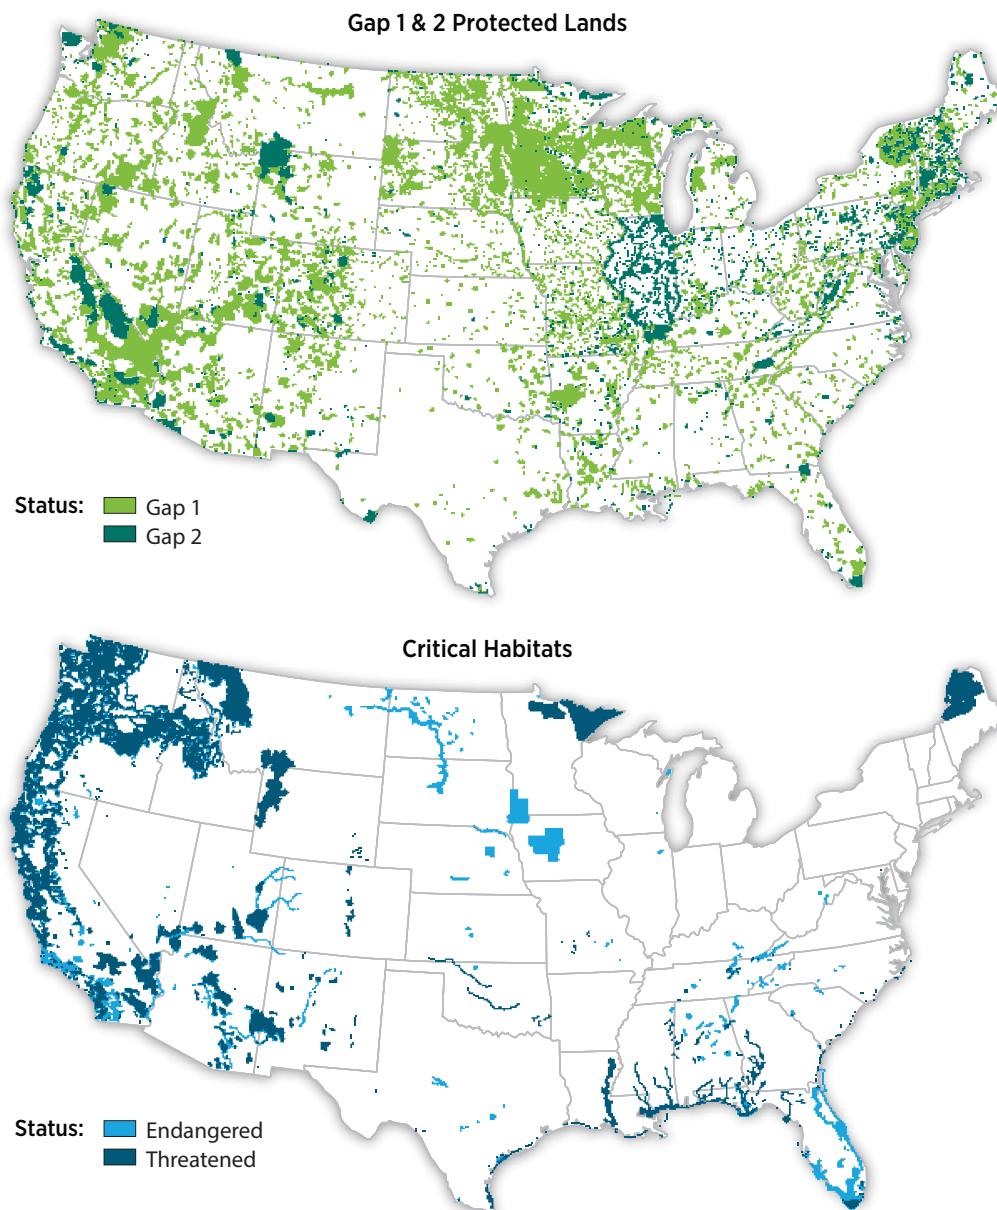 Gap 1 & 2 Protected Lands
Status:
Gap 1
Gap 2
Critical Habitats
Status:
Endangered
Threatened